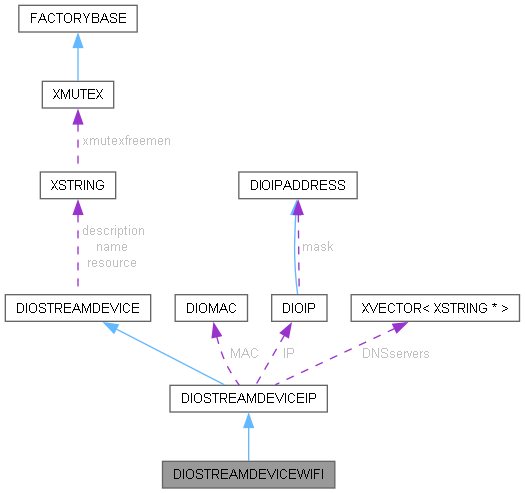 FACTORYBASE
XMUTEX
xmutexfreemen
XSTRING
DIOIPADDRESS
description
name
resource
mask
DIOSTREAMDEVICE
DIOMAC
DIOIP
XVECTOR< XSTRING * >
MAC
IP
DNSservers
DIOSTREAMDEVICEIP
DIOSTREAMDEVICEWIFI